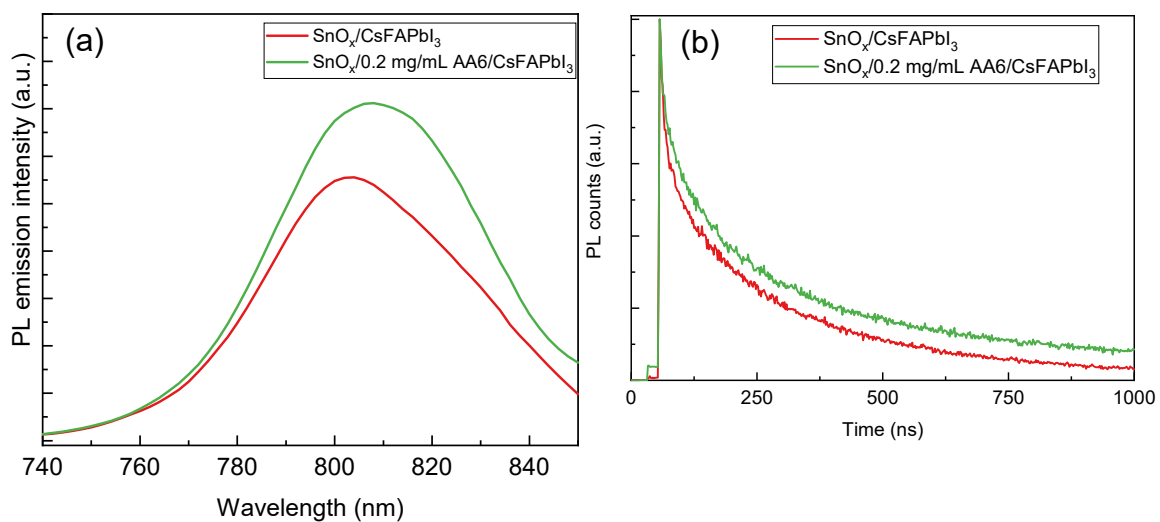 (a)
SnOx/CsFAPbI3
SnOx/0.2 mg/mL AA6/CsFAPbI3
PL emission intensity (a.u.)
740 760 780 800 820 840
Wavelength (nm)
(b)
SnOx/CsFAPbI3
SnOx/0.2 mg/mL AA6/CsFAPbI3
PL counts (a.u.)
0 250 500 750 1000
Time (ns)